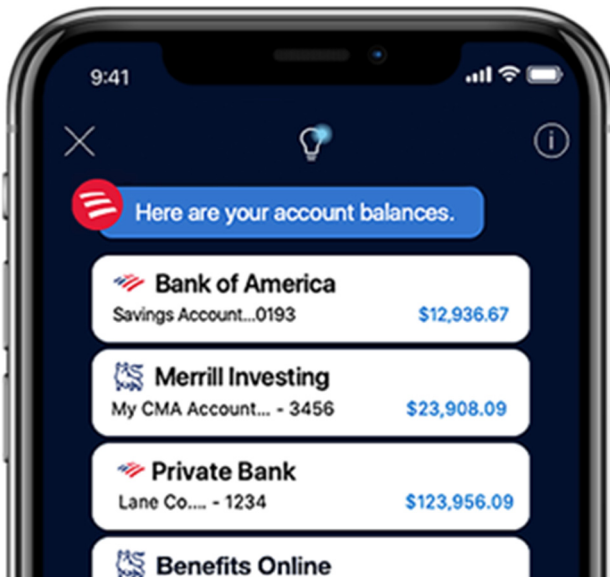 9:41
i
Here are your account balances.
Bank of America
Savings Account...0193 $12,936.67
Merrill Investing
My CMA Account... - 3456 $23,908.09
Private Bank
Lane Co.... - 1234 $123,956.09
Benefits Online